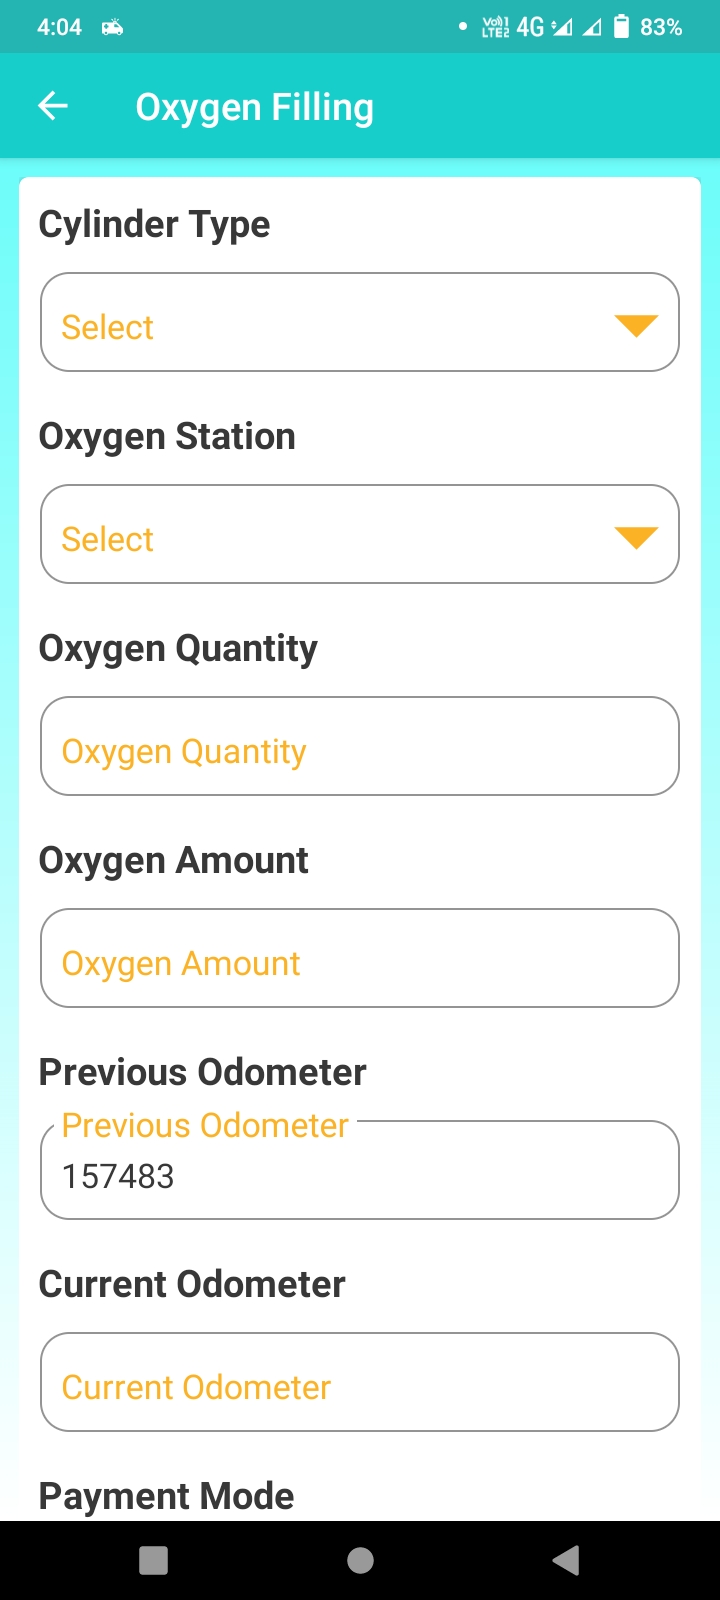 4:04 Vo)) 1 LTE2 4G 83%
Oxygen Filling
Cylinder Type
Select
Oxygen Station
Select
Oxygen Quantity
Oxygen Quantity
Oxygen Amount
Oxygen Amount
Previous Odometer
Previous Odometer
157483
Current Odometer
Current Odometer
Payment Mode